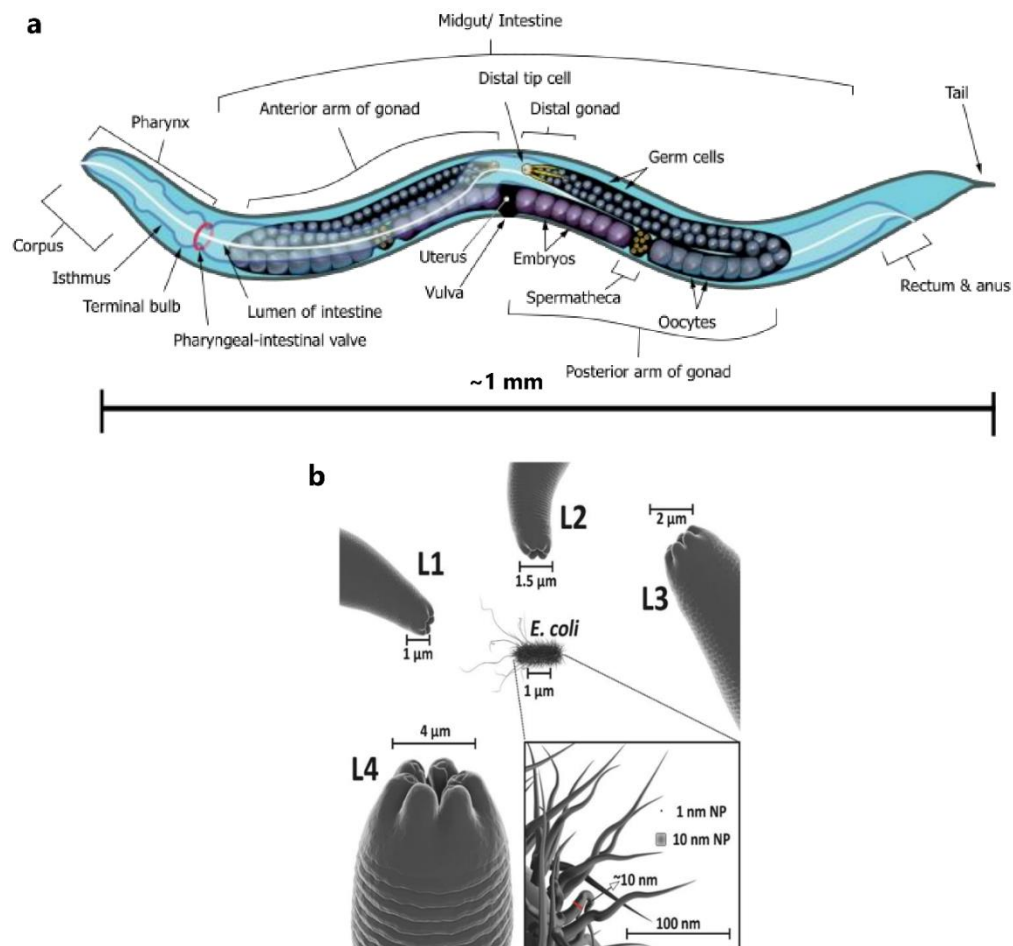 a
Midgut/ Intestine
Distal tip cell
Anterior arm of gonad
Distal gonad
Tail
Pharynx
Germ cells
Corpus
Isthmus
Terminal bulb
Lumen of intestine
Pharyngeal-intestinal valve
Uterus
Vulva
Embryos
Spermatheca
Oocytes
Rectum & anus
Posterior arm of gonad
~1 mm
b
L2
1.5 µm
2 µm
L1
1 µm
L3
E. coli
1 µm
4 µm
L4
1 nm NP
10 nm NP
~10 nm
100 nm